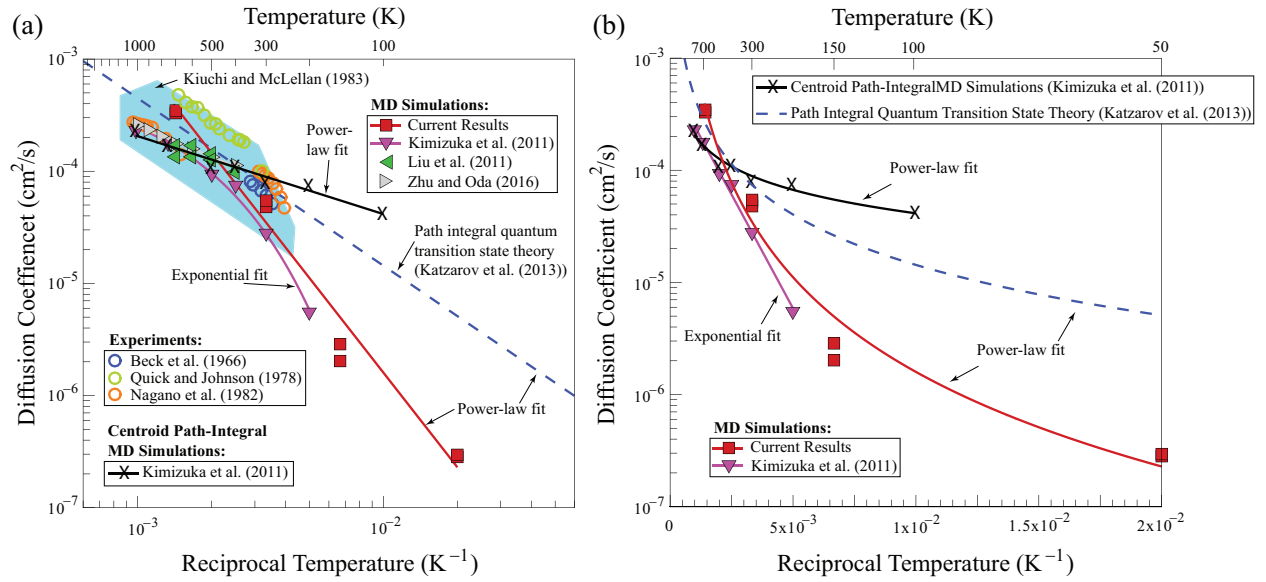 (a)
Temperature (K)
1000
500
300
100
10⁻³
10⁻⁴
10⁻⁵
10⁻⁶
10⁻⁷
Diffusion Coeffienct (cm²/s)
Kiuchi and McLellan (1983)
Power-
law fit
MD Simulations:
Current Results
Kimizuka et al. (2011)
Liu et al. (2011)
Zhu and Oda (2016)
Path integral quantum
transition state theory
(Katzarov et al. (2013))
Exponential fit
Experiments:
Beck et al. (1966)
Quick and Johnson (1978)
Nagano et al. (1982)
Power-law fit
Centroid Path-Integral
MD Simulations:
Kimizuka et al. (2011)
10⁻³
10⁻²
Reciprocal Temperature (K⁻¹)
(b)
Temperature (K)
700
300
150
100
50
10⁻³
10⁻⁴
10⁻⁵
10⁻⁶
10⁻⁷
Diffusion Coefficient (cm²/s)
Centroid Path-IntegralMD Simulations (Kimizuka et al. (2011))
Path Integral Quantum Transition State Theory (Katzarov et al. (2013))
Power-law fit
Exponential fit
Power-law fit
MD Simulations:
Current Results
Kimizuka et al. (2011)
0
5x10⁻³
1x10⁻²
1.5x10⁻²
2x10⁻²
Reciprocal Temperature (K⁻¹)